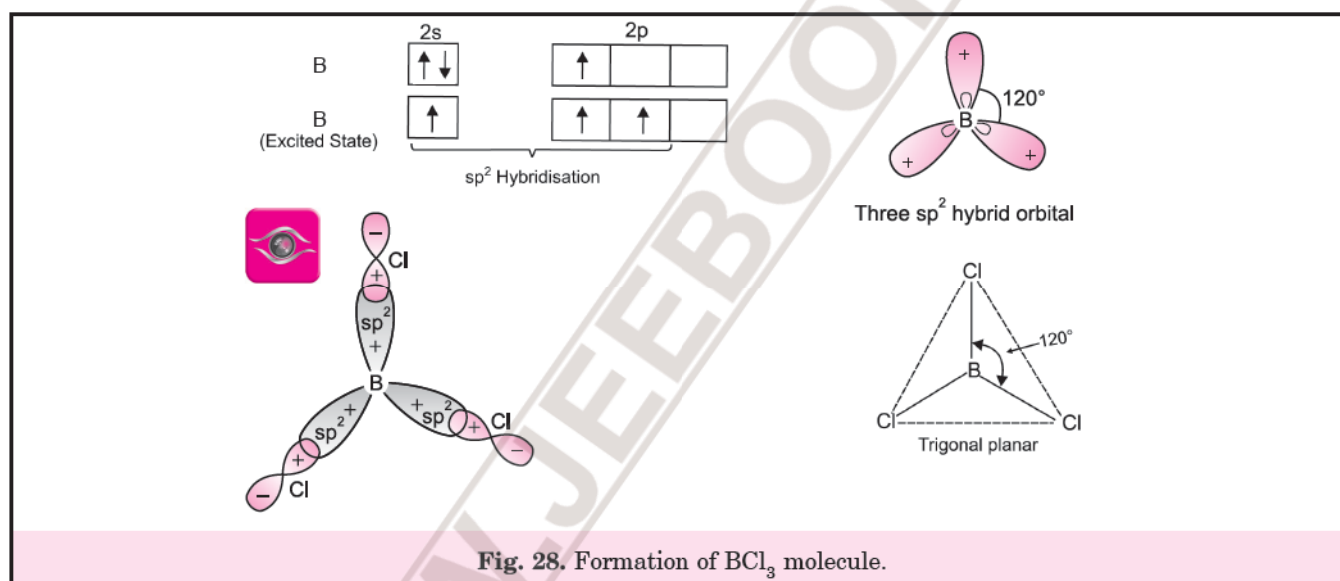 2s 2p
B
B
(Excited State)
sp² Hybridisation
+
120°
B
+ +
Three sp² hybrid orbital
−
Cl
+
sp²
+
B
+ +
sp² sp²
+ Cl
+ −
− Cl
Cl
120°
B
Cl Cl
Trigonal planar
W.JEEBOO
Fig. 28. Formation of BCl₃ molecule.